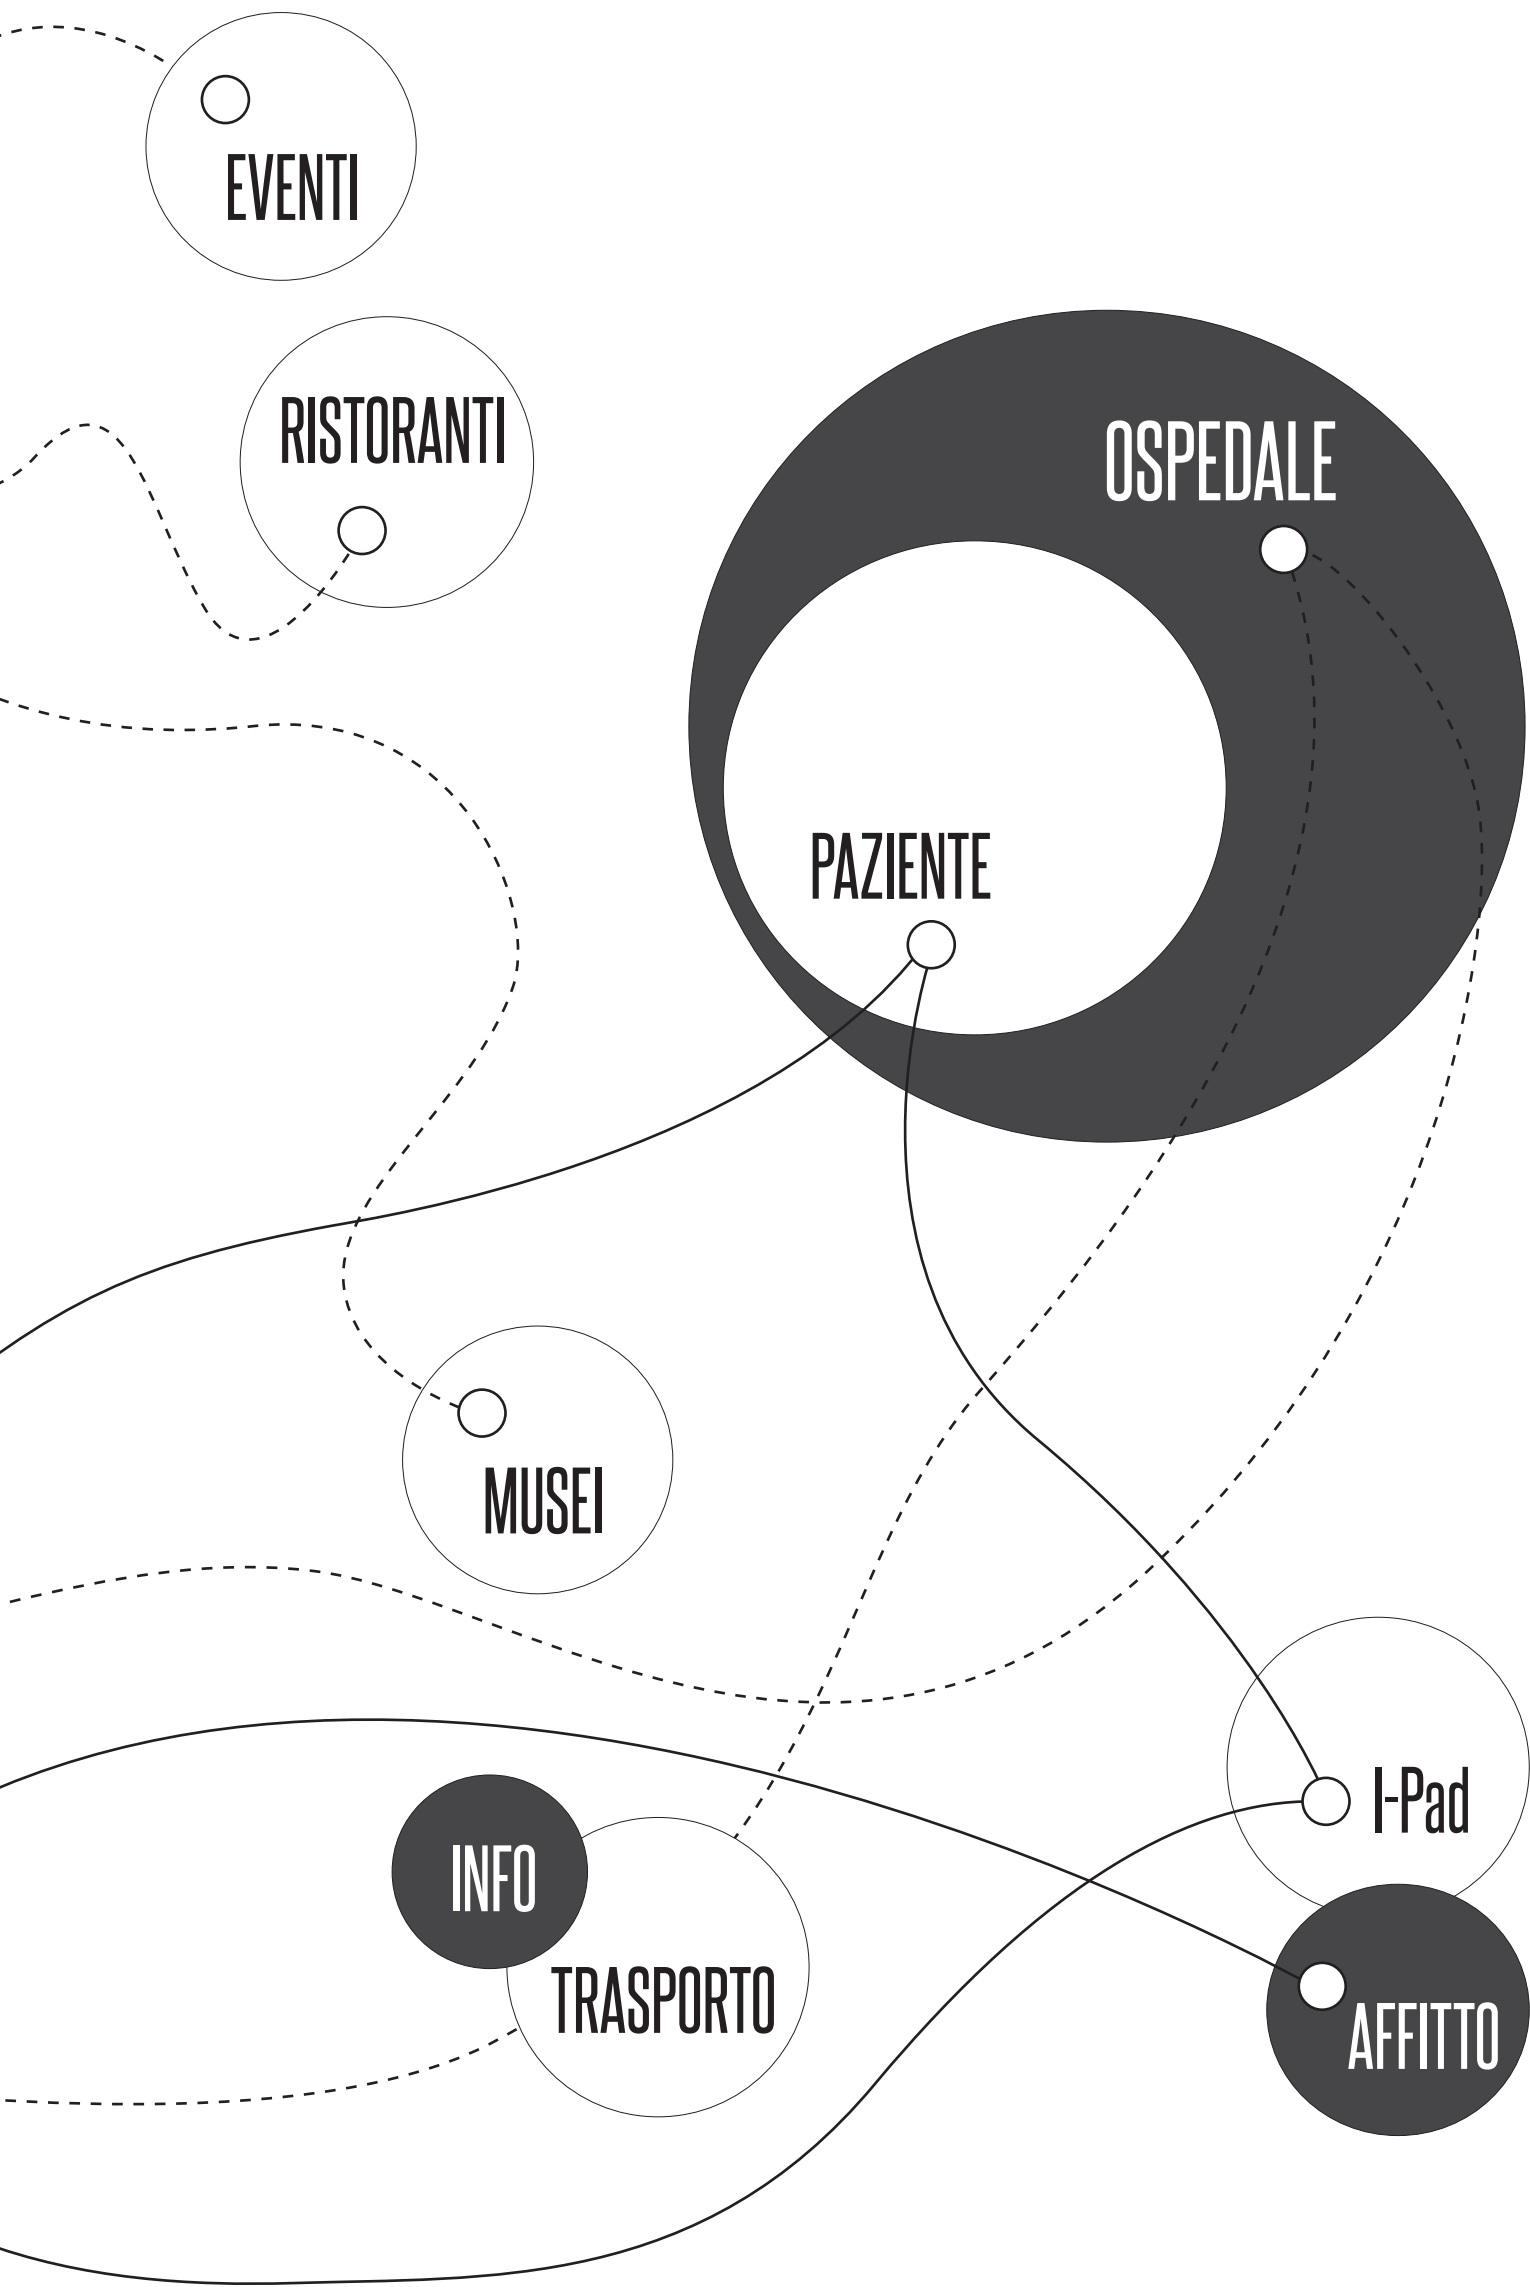 EVENTI
RISTORANTI
OSPEDALE
PAZIENTE
MUSEI
I-Pad
INFO
TRASPORTO
AFFITTO